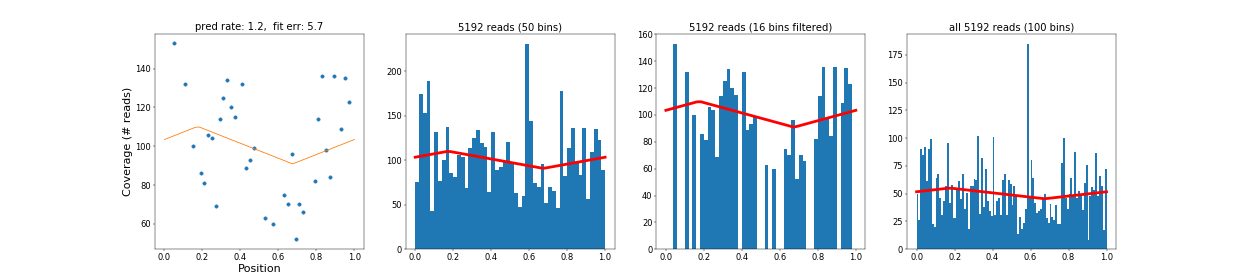 pred rate: 1.2, fit err: 5.7
Coverage (# reads)
140
120
100
80
60
0.0 0.2 0.4 0.6 0.8 1.0
Position
5192 reads (50 bins)
200
150
100
50
0
0.0 0.2 0.4 0.6 0.8 1.0
5192 reads (16 bins filtered)
160
140
120
100
80
60
40
20
0
0.0 0.2 0.4 0.6 0.8 1.0
all 5192 reads (100 bins)
175
150
125
100
75
50
25
0
0.0 0.2 0.4 0.6 0.8 1.0